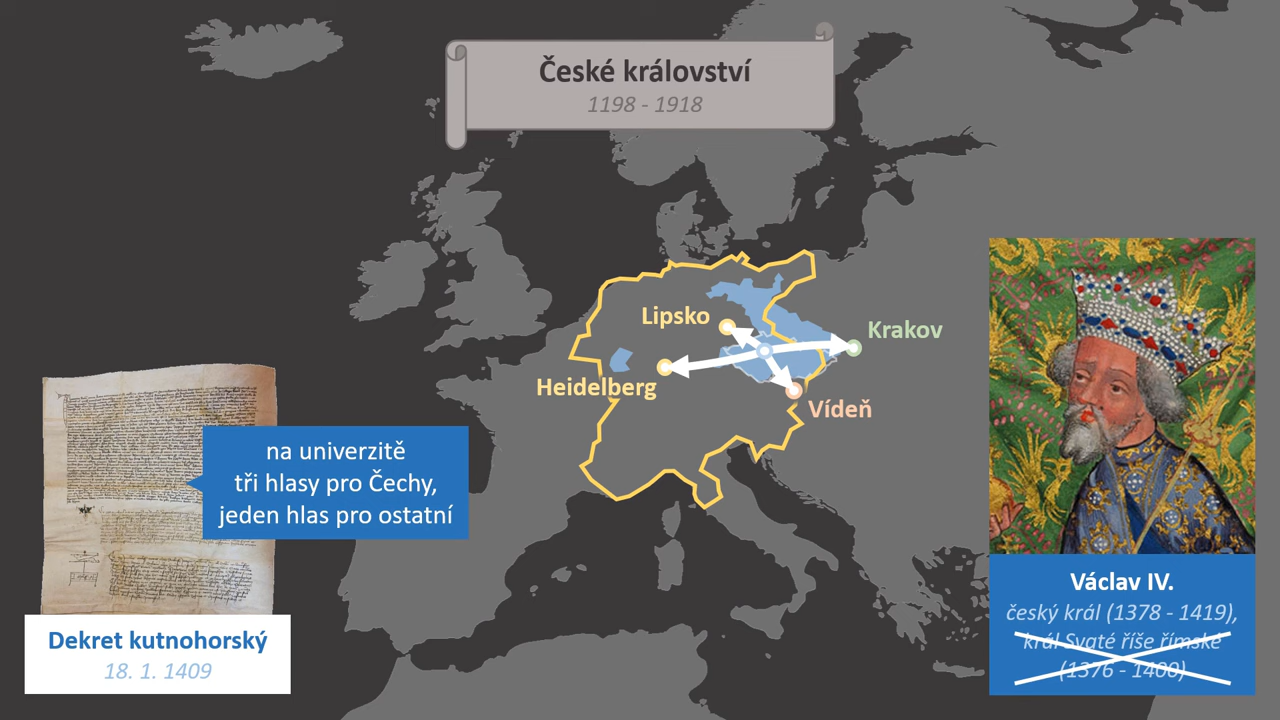 České království
1198 - 1918
Lipsko
Krakov
Heidelberg
Vídeň
na univerzitě
tři hlasy pro Čechy,
jeden hlas pro ostatní
Dekret kutnohorský
18. 1. 1409
Václav IV.
český král (1378 - 1419),
král Svaté říše římské
(1376 - 1400)